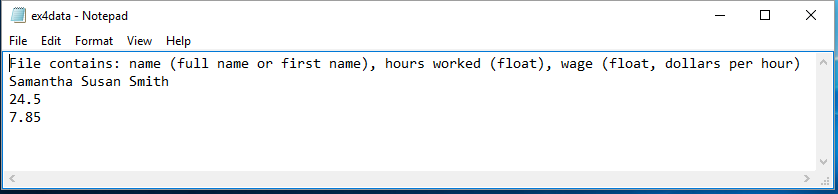 ex4data - Notepad
File Edit Format View Help
File contains: name (full name or first name), hours worked (float), wage (float, dollars per hour)
Samantha Susan Smith
24.5
7.85